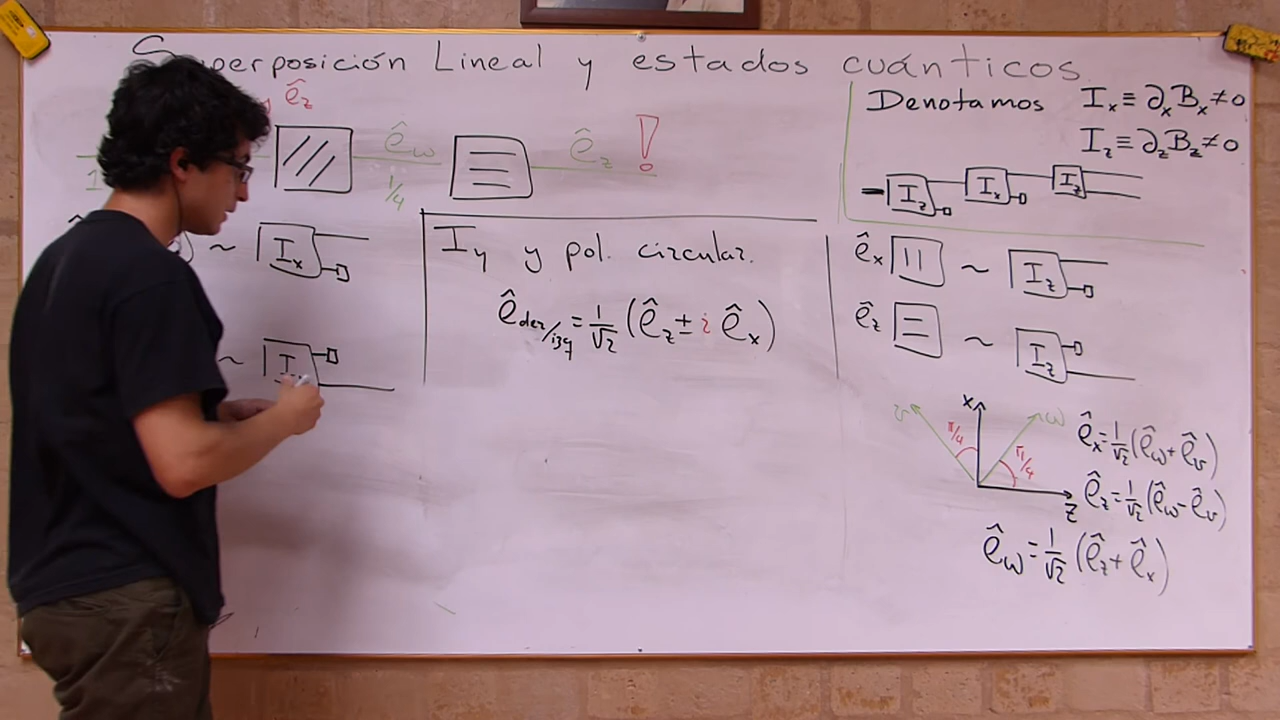 Superposición Lineal y estados cuánticos
ê_z
ê_w
1/4
ê_z !
~ I_x
Denotamos I_x ≡ ∂_x B_x ≠ 0
I_z ≡ ∂_z B_z ≠ 0
I_z I_x I_z
I_y y pol. circular.
ê_der/izq = 1/√2 (ê_z ± i ê_x)
ê_x ~ I_z
ê_z ~ I_z
v x w
π/4 π/4
z
ê_x = 1/√2 (ê_w + ê_v)
ê_z = 1/√2 (ê_w - ê_v)
ê_w = 1/√2 (ê_z + ê_x)